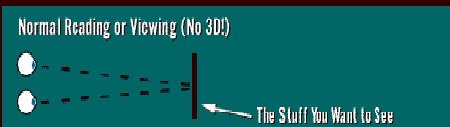 Normal Reading or Viewing (No 3D!)
The Stuff You Want to See